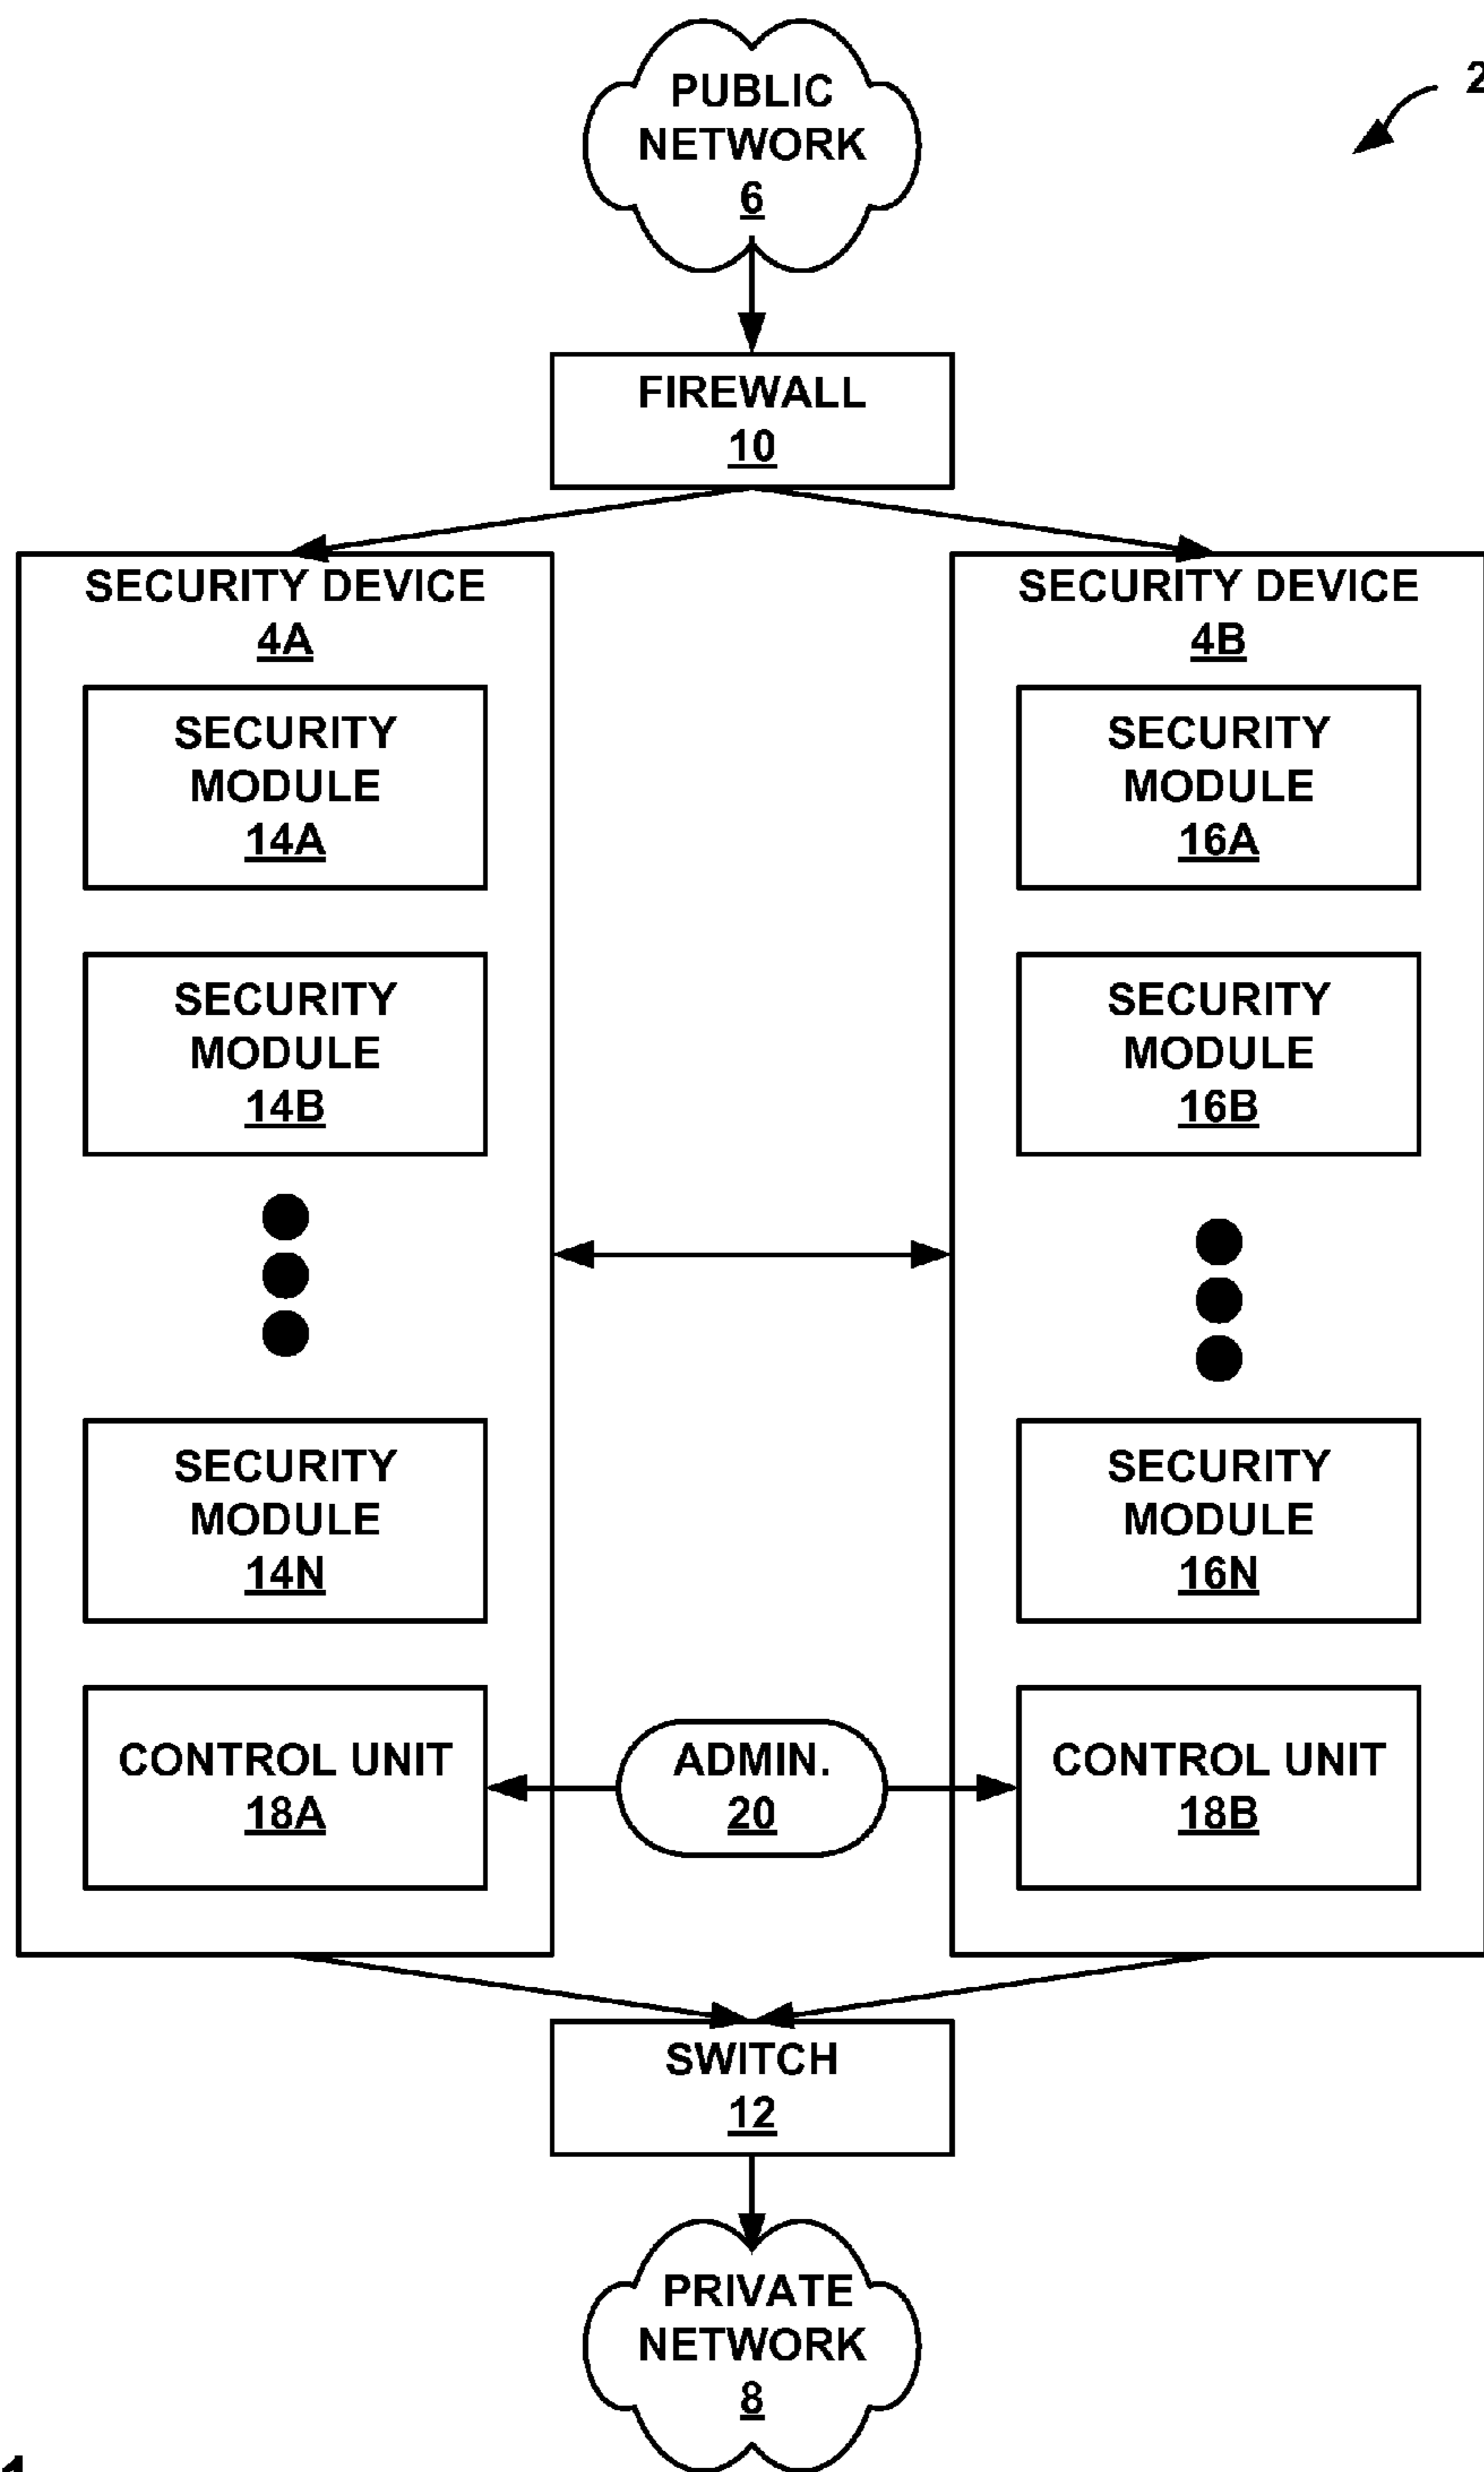 2
PUBLIC
NETWORK
6
FIREWALL
10
SECURITY DEVICE
4A
SECURITY
MODULE
14A
SECURITY
MODULE
14B
SECURITY
MODULE
14N
CONTROL UNIT
18A
SECURITY DEVICE
4B
SECURITY
MODULE
16A
SECURITY
MODULE
16B
SECURITY
MODULE
16N
CONTROL UNIT
18B
ADMIN.
20
SWITCH
12
PRIVATE
NETWORK
8
1